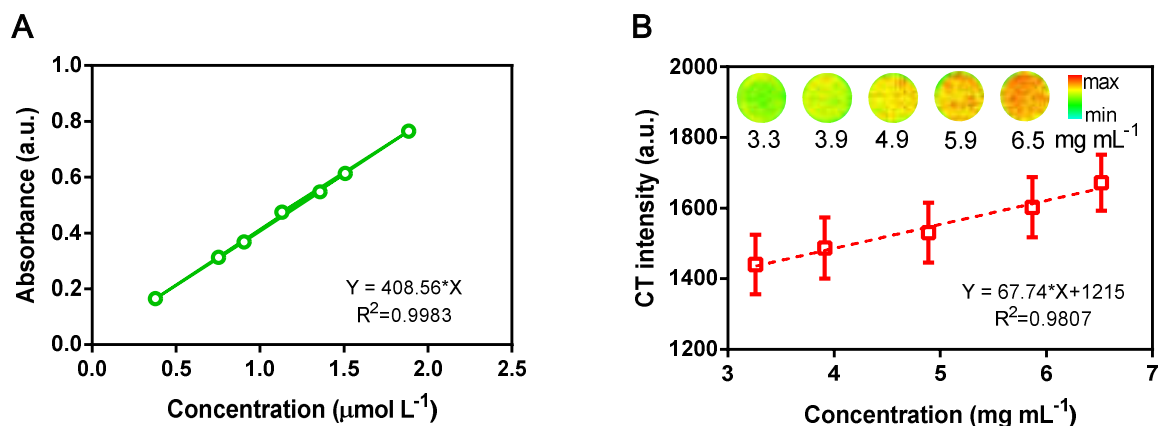 A
Absorbance (a.u.)
1.0
0.8
0.6
0.4
0.2
0.0
Y = 408.56*X
R²=0.9983
0.0 0.5 1.0 1.5 2.0 2.5
Concentration (μmol L⁻¹)
B
CT intensity (a.u.)
2000
1800
1600
1400
1200
max
min
3.3 3.9 4.9 5.9 6.5 mg mL⁻¹
Y = 67.74*X+1215
R²=0.9807
3 4 5 6 7
Concentration (mg mL⁻¹)